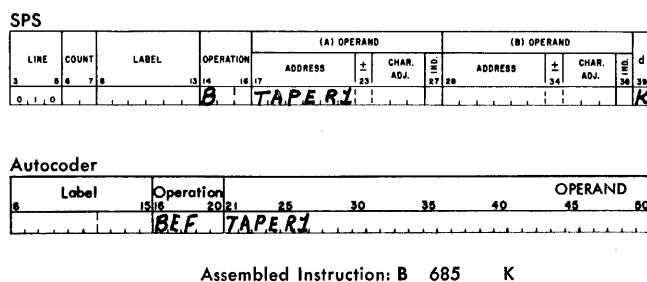 SPS
(A) OPERAND (B) OPERAND
LINE COUNT LABEL OPERATION ADDRESS ± CHAR. ADJ. IND. ADDRESS ± CHAR. ADJ. IND. d
3 5 6 7 8 13 14 16 17 23 27 28 34 38 39
0 1 0 B TAPER1 K
Autocoder
Label Operation OPERAND
6 15 16 20 21 25 30 35 40 45 50
BEF TAPER1
Assembled Instruction: B 685 K